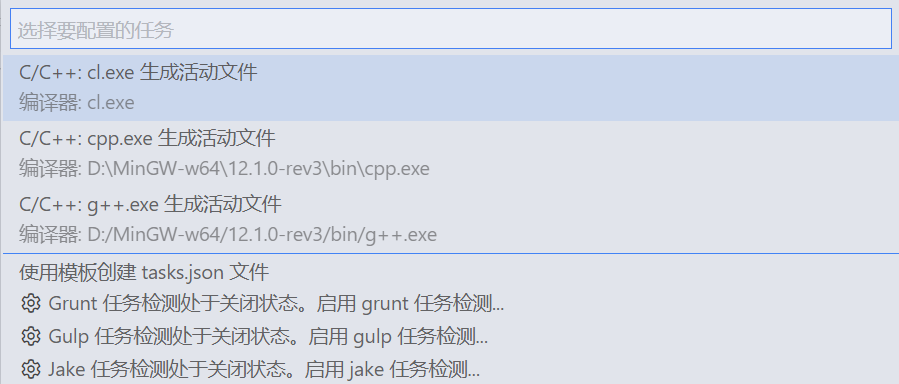 选择要配置的任务
C/C++: cl.exe 生成活动文件
编译器: cl.exe
C/C++: cpp.exe 生成活动文件
编译器: D:\MinGW-w64\12.1.0-rev3\bin\cpp.exe
C/C++: g++.exe 生成活动文件
编译器: D:/MinGW-w64/12.1.0-rev3/bin/g++.exe
使用模板创建 tasks.json 文件
Grunt 任务检测处于关闭状态。启用 grunt 任务检测...
Gulp 任务检测处于关闭状态。启用 gulp 任务检测...
Jake 任务检测处于关闭状态。启用 jake 任务检测...